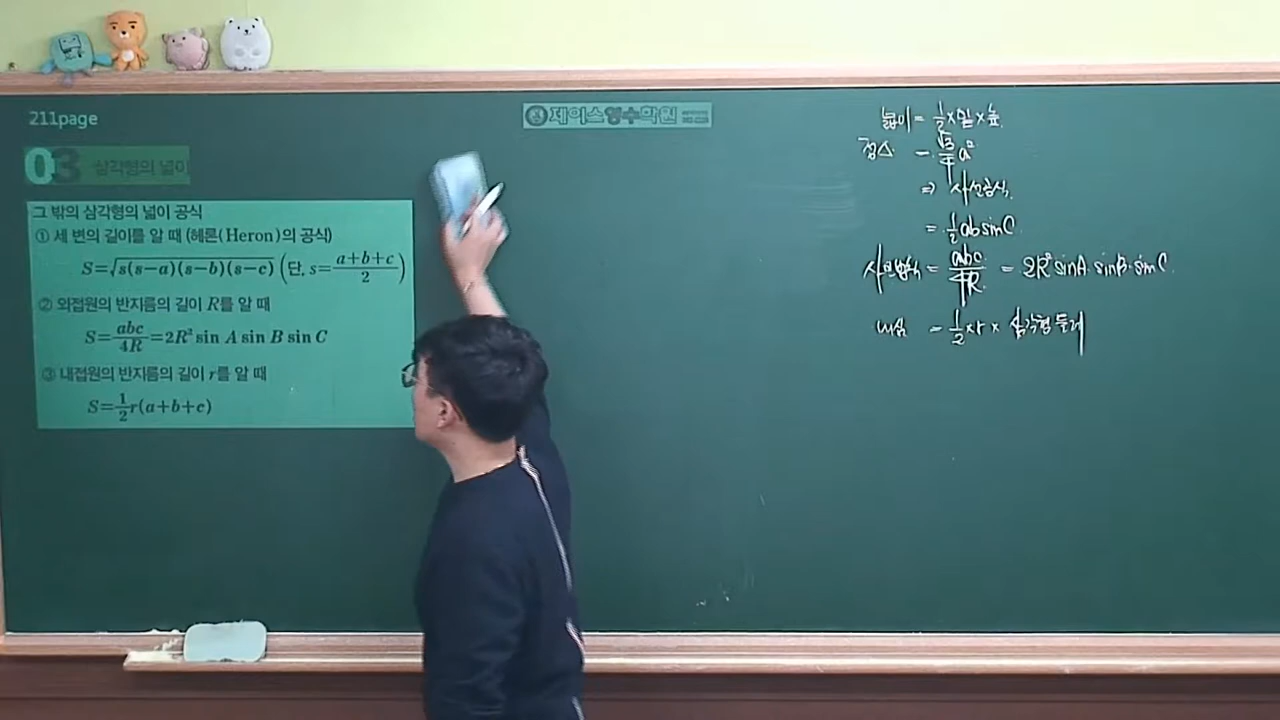 211page
제이스영수학원
03 삼각형의 넓이
그 밖의 삼각형의 넓이 공식
① 세 변의 길이를 알 때 (헤론(Heron)의 공식)
S=√s(s-a)(s-b)(s-c) (단, s=a+b+c/2)
② 외접원의 반지름의 길이 R를 알 때
S=abc/4R=2R² sin A sin B sin C
③ 내접원의 반지름의 길이 r를 알 때
S=1/2r(a+b+c)
넓이 = 1/2×밑×높
정△ = √3/4 a²
⇒ 사선공식
= 1/2 absinC
사인법칙 = abc/4R = 2R² sinA·sinB·sinC
내심 = 1/2×r× 삼각형 둘레